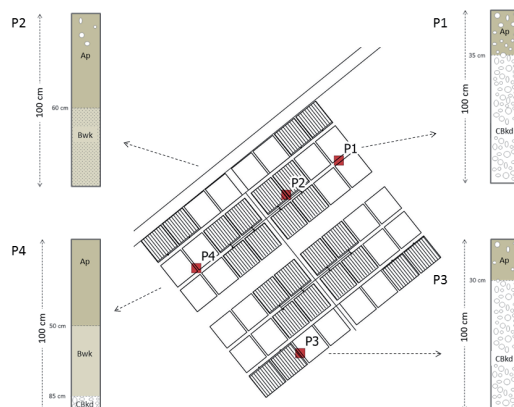 P2
Ap
60 cm
Bwk
100 cm
P1
Ap
35 cm
CBkd
100 cm
P1
P2
P4
P3
P4
Ap
50 cm
Bwk
85 cm
CBkd
100 cm
P3
Ap
30 cm
CBkd
100 cm